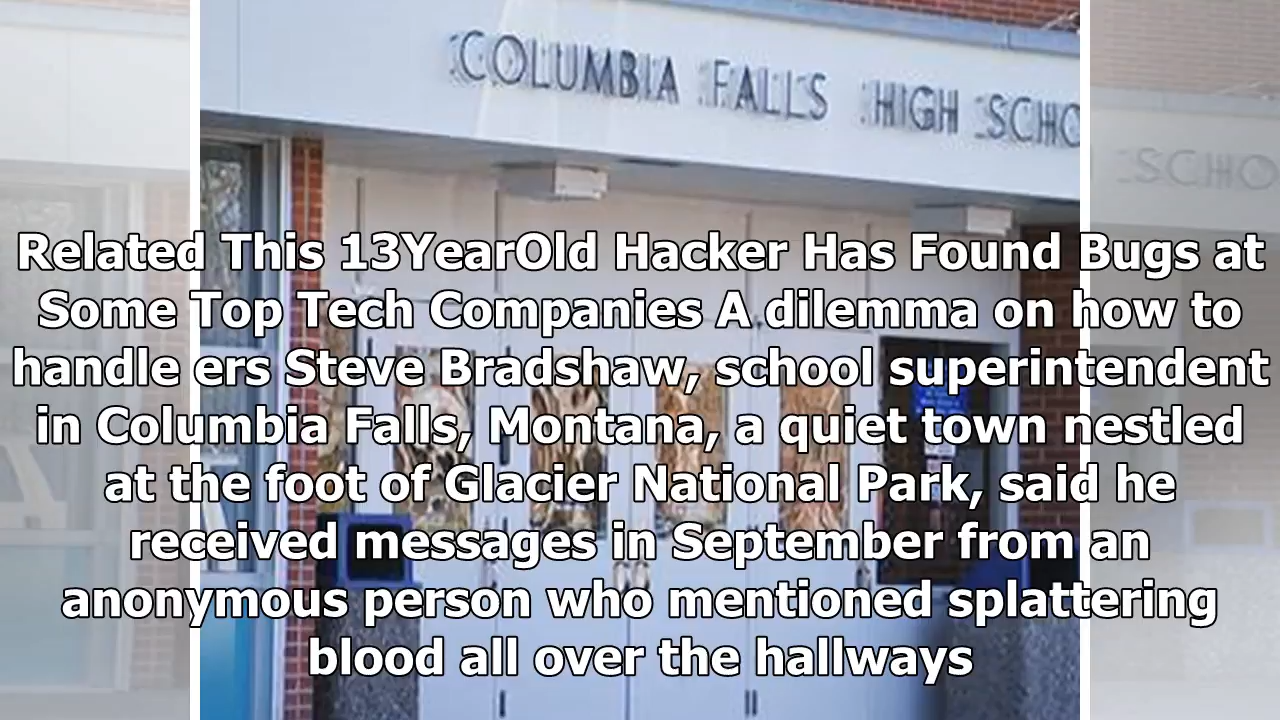 COLUMBIA FALLS HIGH SCHO
SCHO
Related This 13YearOld Hacker Has Found Bugs at
Some Top Tech Companies A dilemma on how to
handle ers Steve Bradshaw, school superintendent
in Columbia Falls, Montana, a quiet town nestled
at the foot of Glacier National Park, said he
received messages in September from an
anonymous person who mentioned splattering
blood all over the hallways